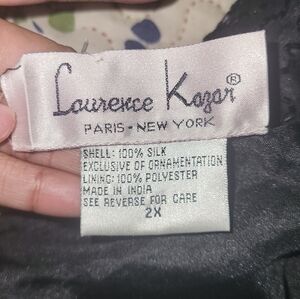 Laurence Kazar®
PARIS-NEW YORK
SHELL: 100% SILK
EXCLUSIVE OF ORNAMENTATION
LINING: 100% POLYESTER
MADE IN INDIA
SEE REVERSE FOR CARE
2X